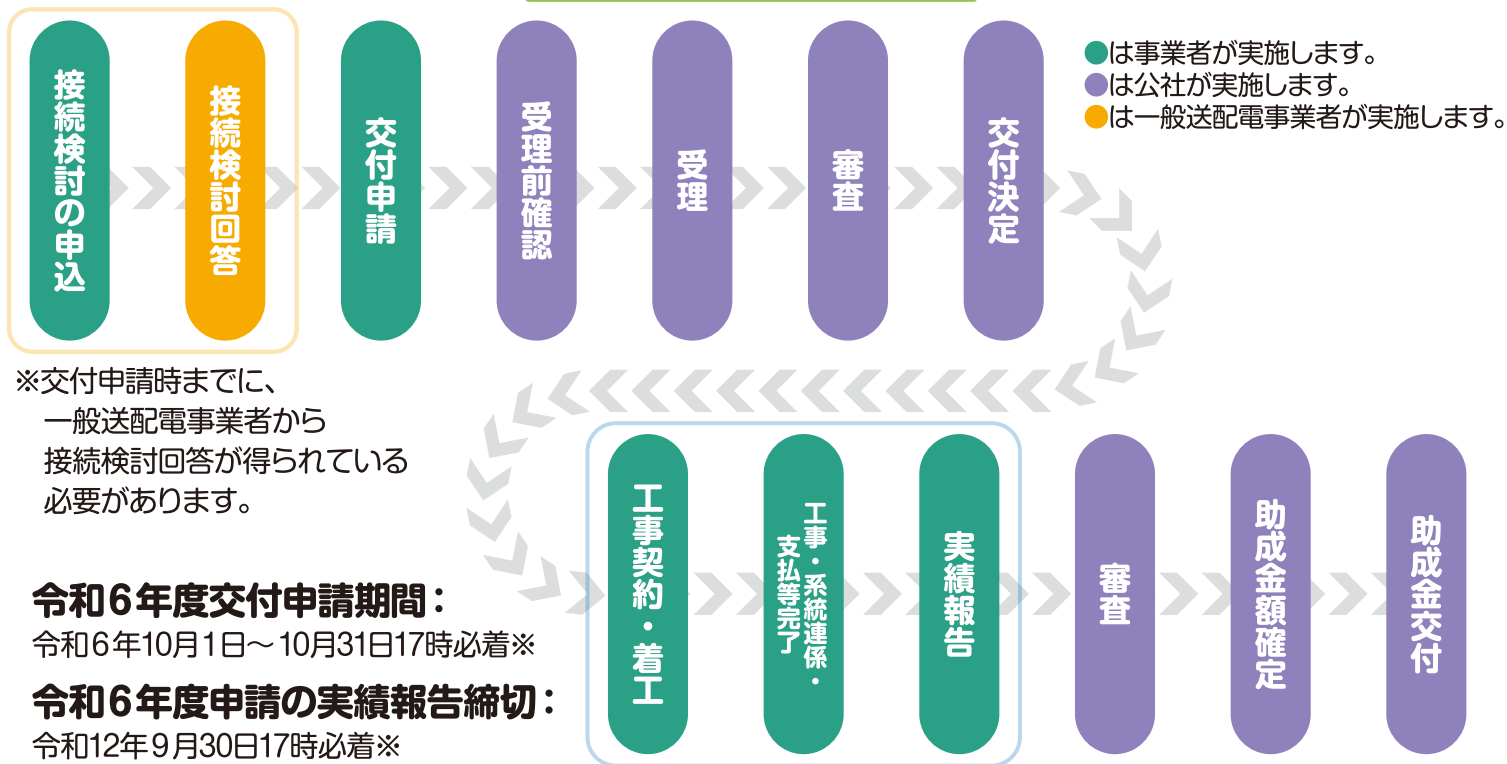 接続検討の申込
接続検討回答
交付申請
受理前確認
受理
審査
交付決定
●は事業者が実施します。
●は公社が実施します。
●は一般送配電事業者が実施します。
※交付申請時までに、
一般送配電事業者から
接続検討回答が得られている
必要があります。
工事契約・着工
工事・系統連係・
支払等完了
実績報告
審査
助成金額確定
助成金交付
令和6年度交付申請期間：
令和6年10月1日～10月31日17時必着※
令和6年度申請の実績報告締切：
令和12年9月30日17時必着※